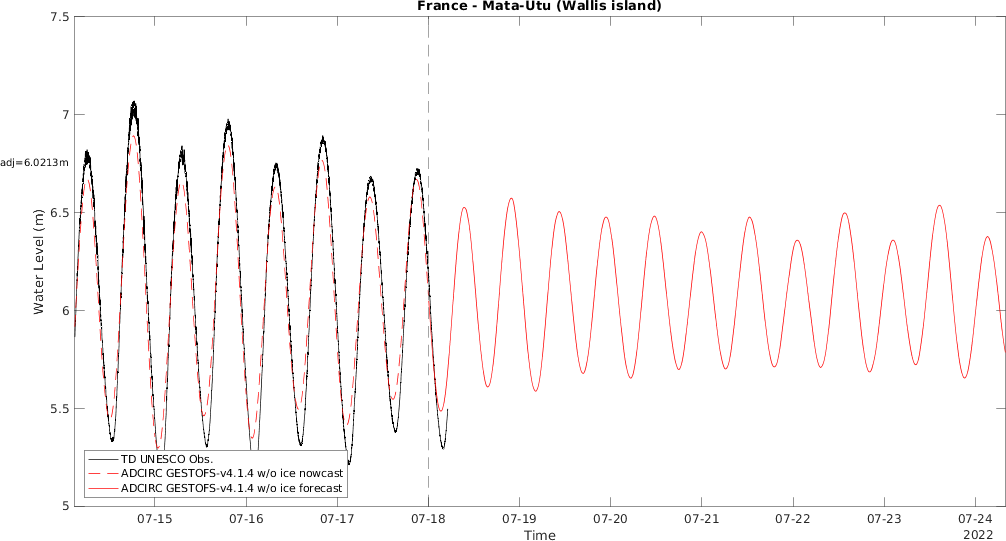 France - Mata-Utu (Wallis island)
7.5
7
adj=6.0213m
6.5
Water Level (m)
6
5.5
5
TD UNESCO Obs.
ADCIRC GESTOFS-v4.1.4 w/o ice nowcast
ADCIRC GESTOFS-v4.1.4 w/o ice forecast
07-15 07-16 07-17 07-18 07-19 07-20 07-21 07-22 07-23 07-24
Time
2022